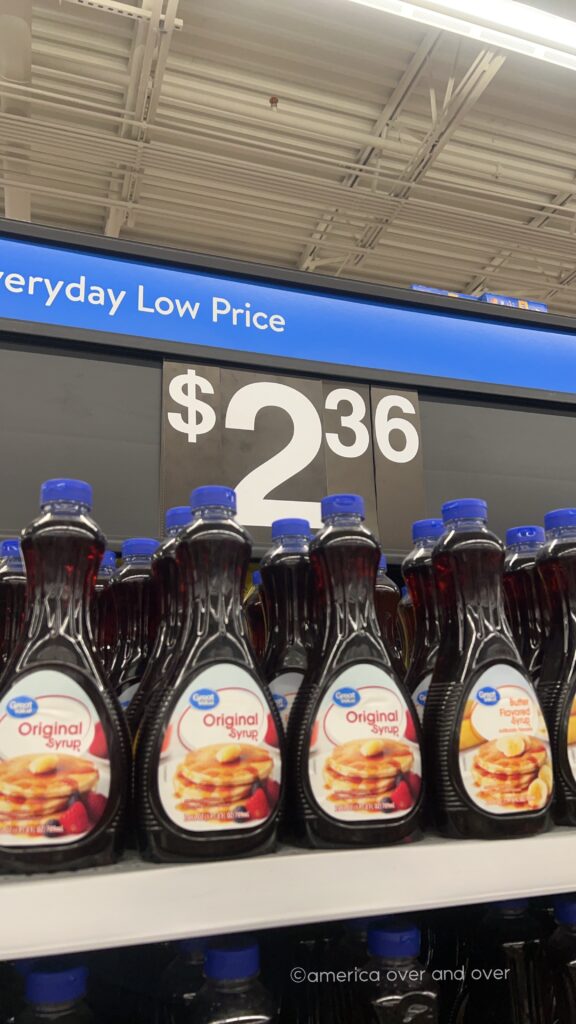 veryday Low Price
$236
Great Value
Original
Syrup
Great Value
Original
Syrup
Great Value
Original
Syrup
Great Value
Butter
Flavored
Syrup
©america over and over